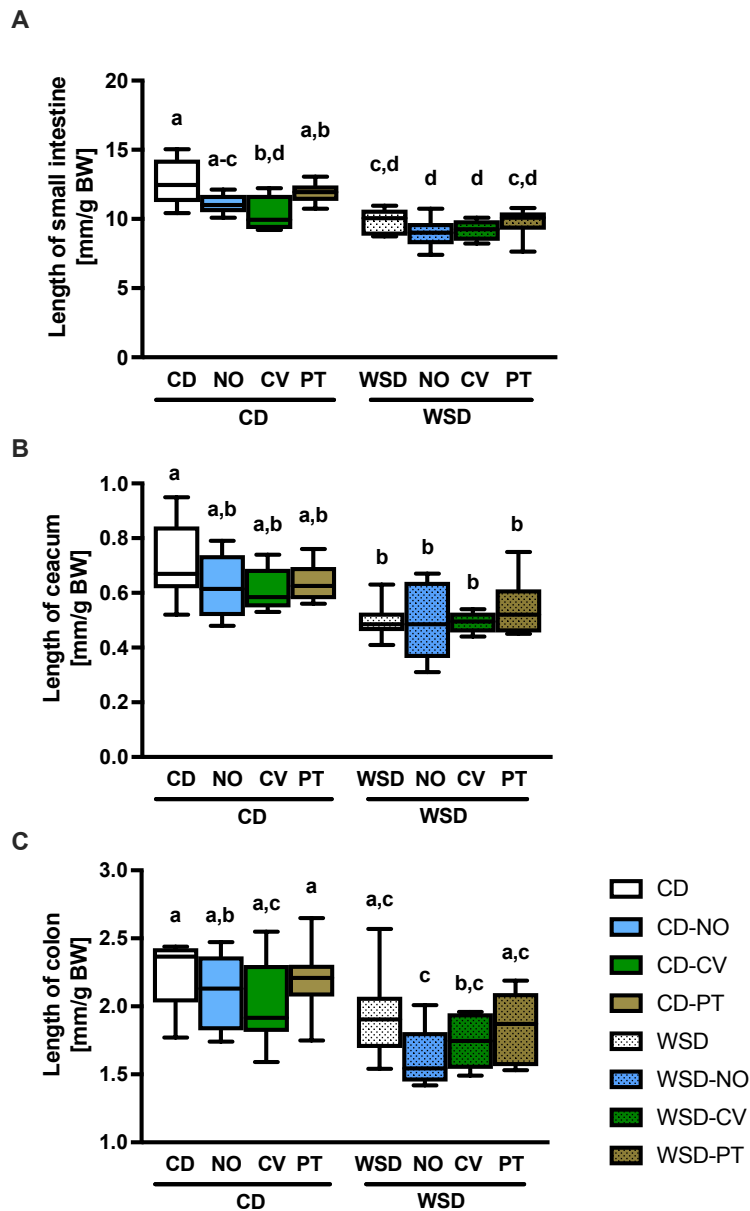 A
Length of small intestine
[mm/g BW]
20
15
10
5
0
a
a-c
b,d
a,b
c,d
d
d
c,d
CD NO CV PT WSD NO CV PT
CD WSD
B
Length of ceacum
[mm/g BW]
1.0
0.8
0.6
0.4
0.2
0.0
a
a,b
a,b
a,b
b
b
b
b
CD NO CV PT WSD NO CV PT
CD WSD
C
Length of colon
[mm/g BW]
3.0
2.5
2.0
1.5
1.0
a
a,b
a,c
a
a,c
c
b,c
a,c
CD NO CV PT WSD NO CV PT
CD WSD
CD
CD-NO
CD-CV
CD-PT
WSD
WSD-NO
WSD-CV
WSD-PT